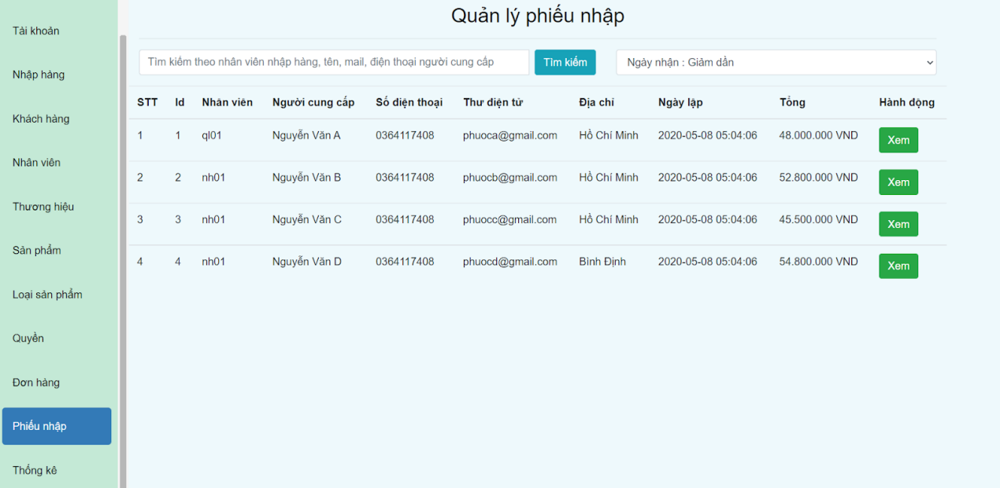 Quản lý phiếu nhập
Tài khoản
Nhập hàng
Khách hàng
Nhân viên
Thương hiệu
Sản phẩm
Loại sản phẩm
Quyền
Đơn hàng
Phiếu nhập
Thống kê
Tìm kiếm theo nhân viên nhập hàng, tên, mail, điện thoại người cung cấp
Tìm kiếm
Ngày nhận : Giảm dần
STT Id Nhân viên Người cung cấp Số điện thoại Thư điện tử Địa chỉ Ngày lập Tổng Hành động
1 1 ql01 Nguyễn Văn A 0364117408 phuoca@gmail.com Hồ Chí Minh 2020-05-08 05:04:06 48.000.000 VND Xem
2 2 nh01 Nguyễn Văn B 0364117408 phuocb@gmail.com Hồ Chí Minh 2020-05-08 05:04:06 52.800.000 VND Xem
3 3 nh01 Nguyễn Văn C 0364117408 phuocc@gmail.com Hồ Chí Minh 2020-05-08 05:04:06 45.500.000 VND Xem
4 4 nh01 Nguyễn Văn D 0364117408 phuocd@gmail.com Bình Định 2020-05-08 05:04:06 54.800.000 VND Xem